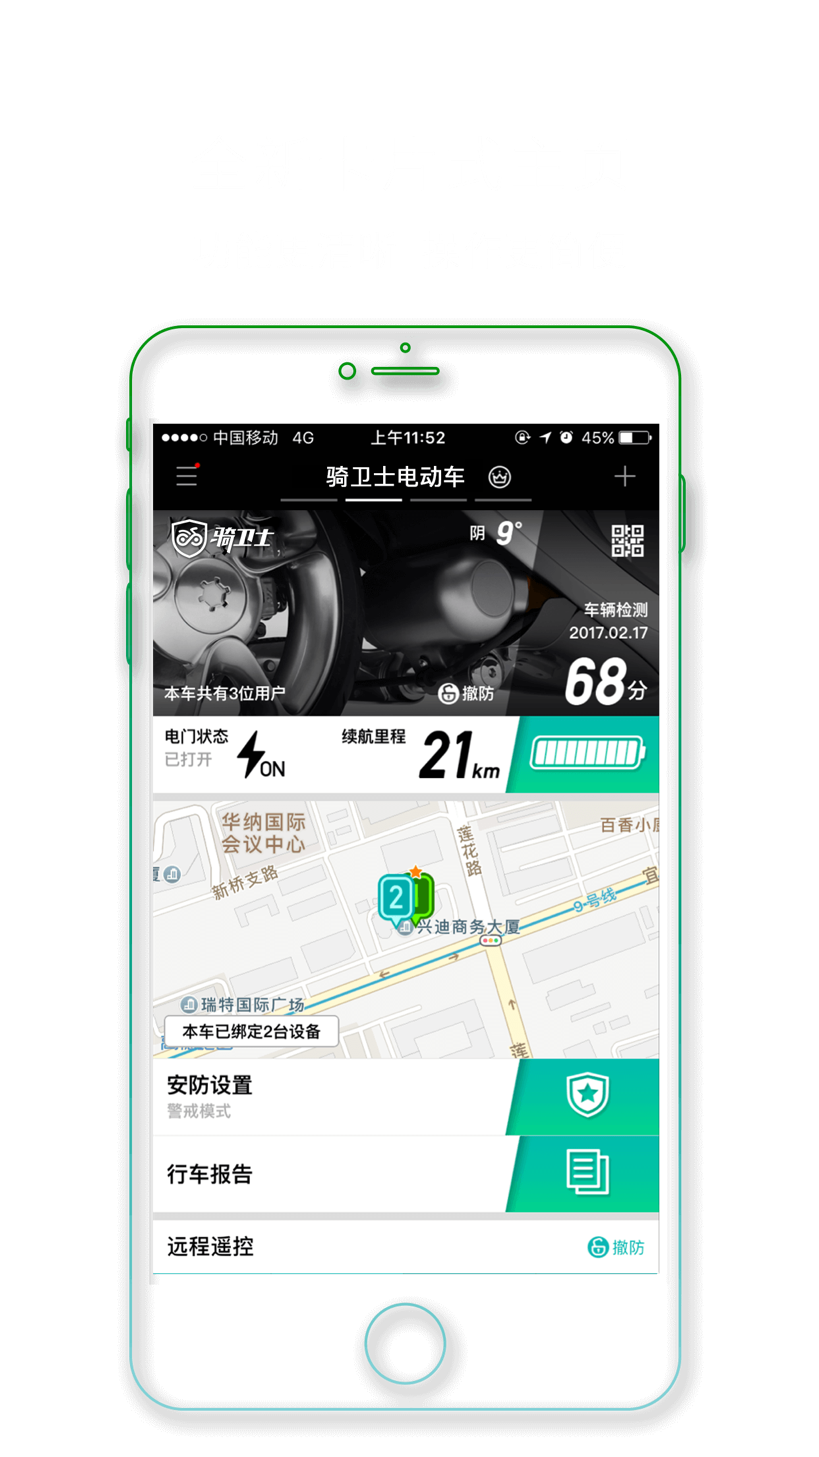 中国移动 4G 上午11:52 45%
骑卫士电动车
骑卫士 阴 9°
车辆检测
2017.02.17
本车共有3位用户 撤防 68分
电门状态 续航里程 21km
已打开 ON
华纳国际
会议中心
莲花路
百香小
厦
新桥支路
宜
9号线
2
兴迪商务大厦
瑞特国际广场
本车已绑定2台设备
莲
安防设置
警戒模式
行车报告
远程遥控 撤防